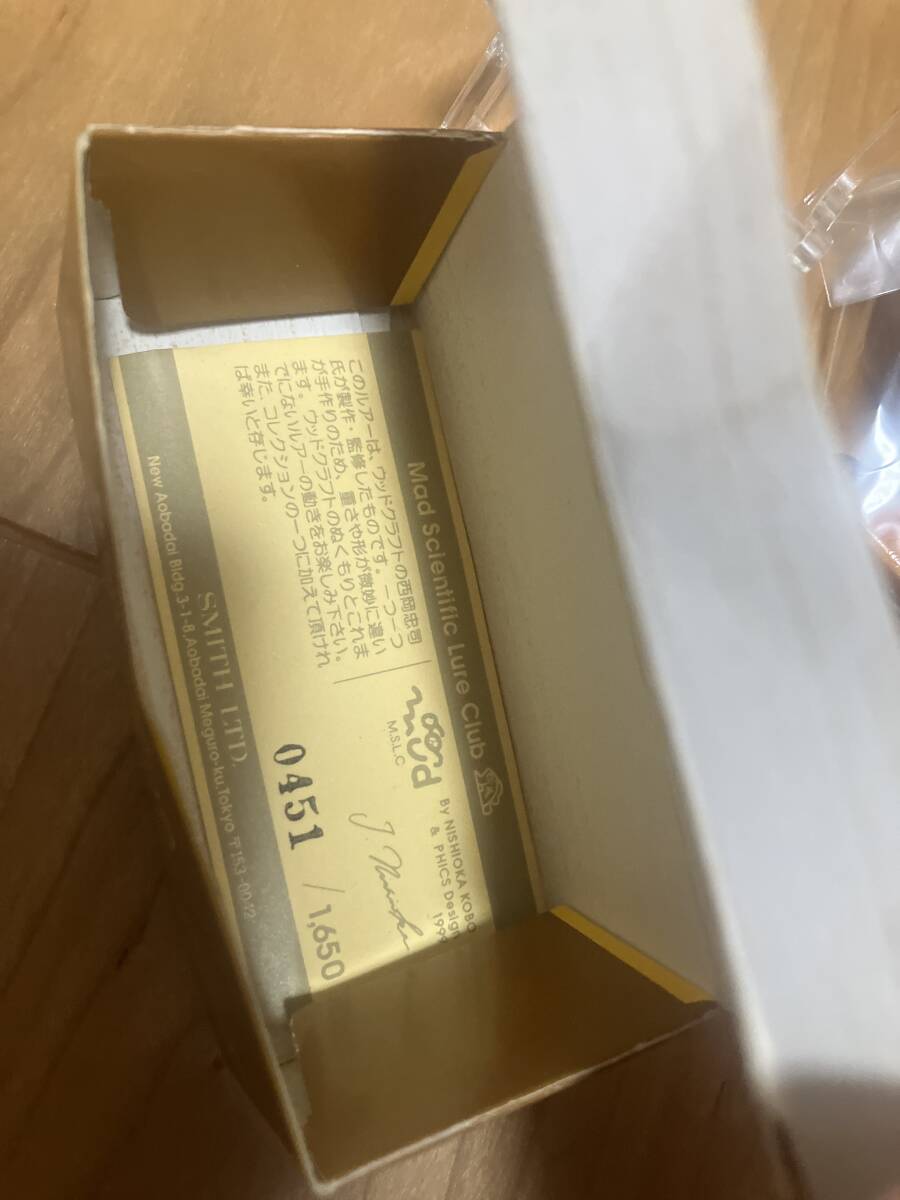 Mad Scientific Lure Club
このルアーは、ウッドクラフトの西岡忠司
氏が製作・監修したものです。一つ一つ
が手作りのため、重さや形が微妙に違い
ます。ウッドクラフトのぬくもりとこれま
でにないルアーの動きをお楽しみ下さい。
また、コレクションの一つに加えて頂けれ
ば幸いと存じます。
M.S.L.C.
By NISHIOKA KOBO
& PHICS Design
1999
0451 / 1,650
SMITH LTD.
New Aobadai Bldg.3-1-8,Aobadai Meguro-ku,Tokyo 〒153-0042